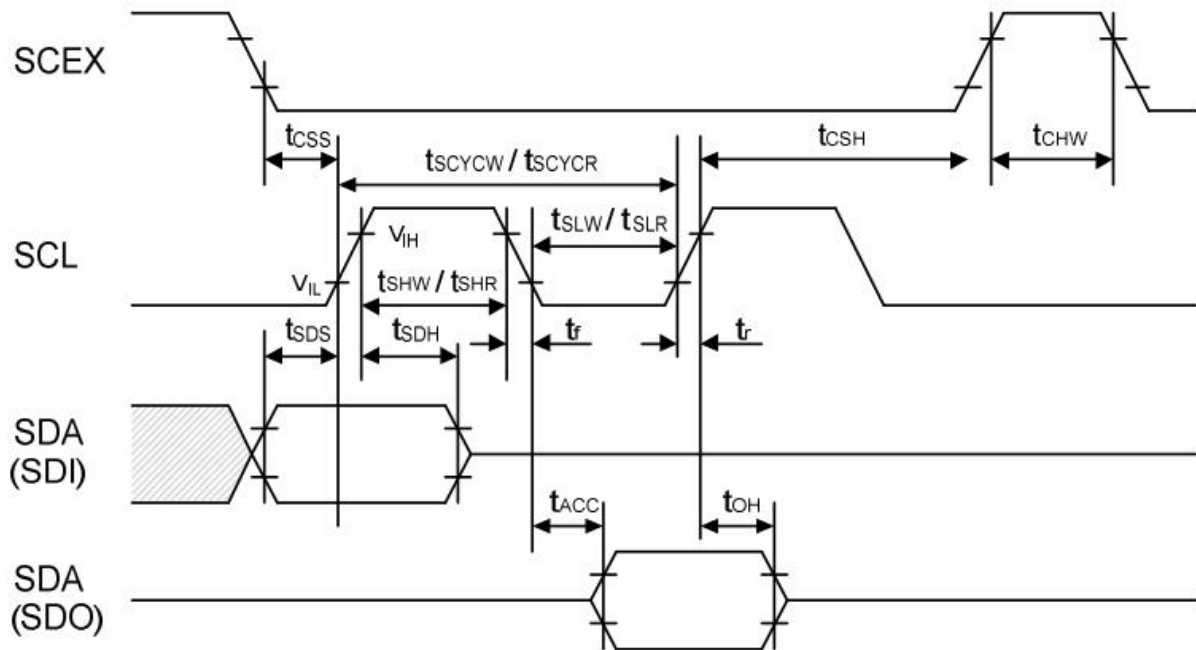 SCEX
tCSS
tSCYCW / tSCYCR
tCSH
tCHW
SCL
VIH
VIL
tSLW / tSLR
tSHW / tSHR
tSDS
tSDH
tf
tr
SDA
(SDI)
tACC
tOH
SDA
(SDO)